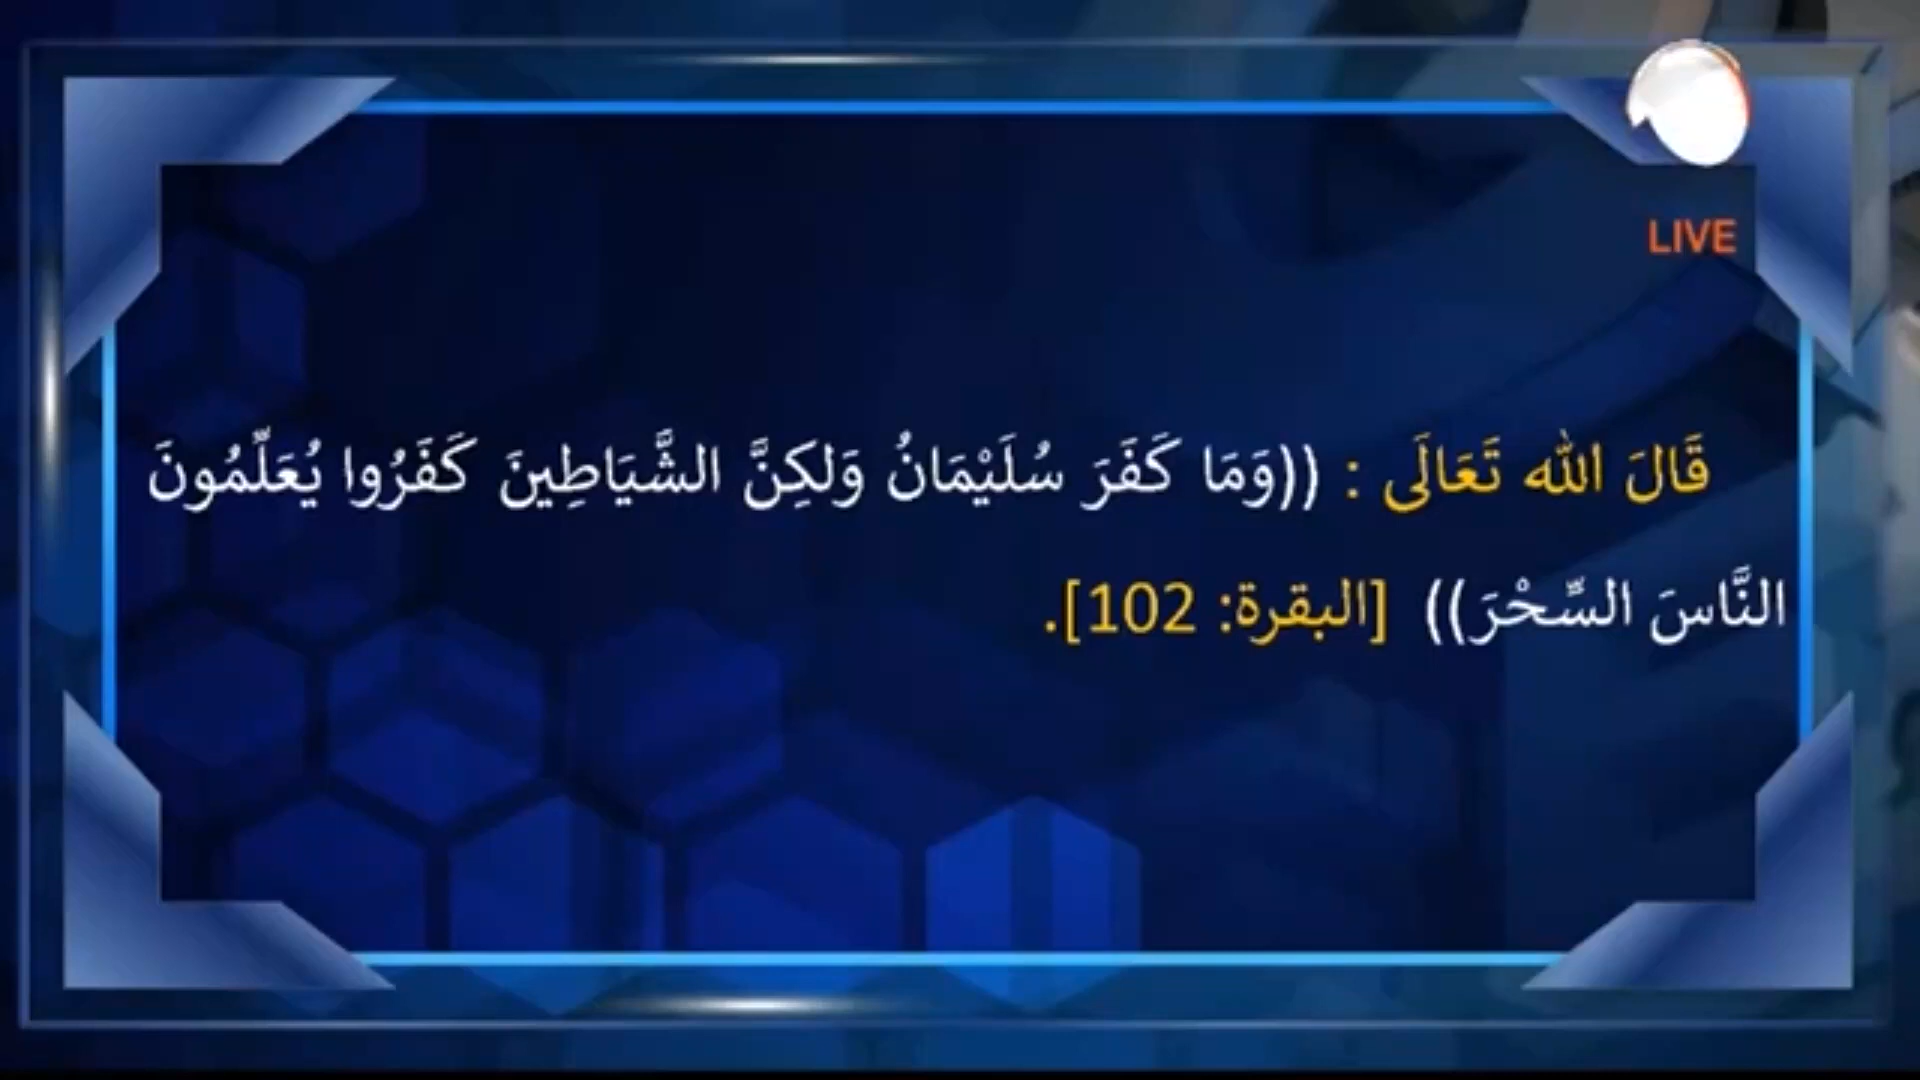 LIVE
قَالَ الله تَعَالَى : ((وَمَا كَفَرَ سُلَيْمَانُ وَلكِنَّ الشَّيَاطِينَ كَفَرُوا يُعَلِّمُونَ
النَّاسَ السِّحْرَ)) [البقرة: 102].